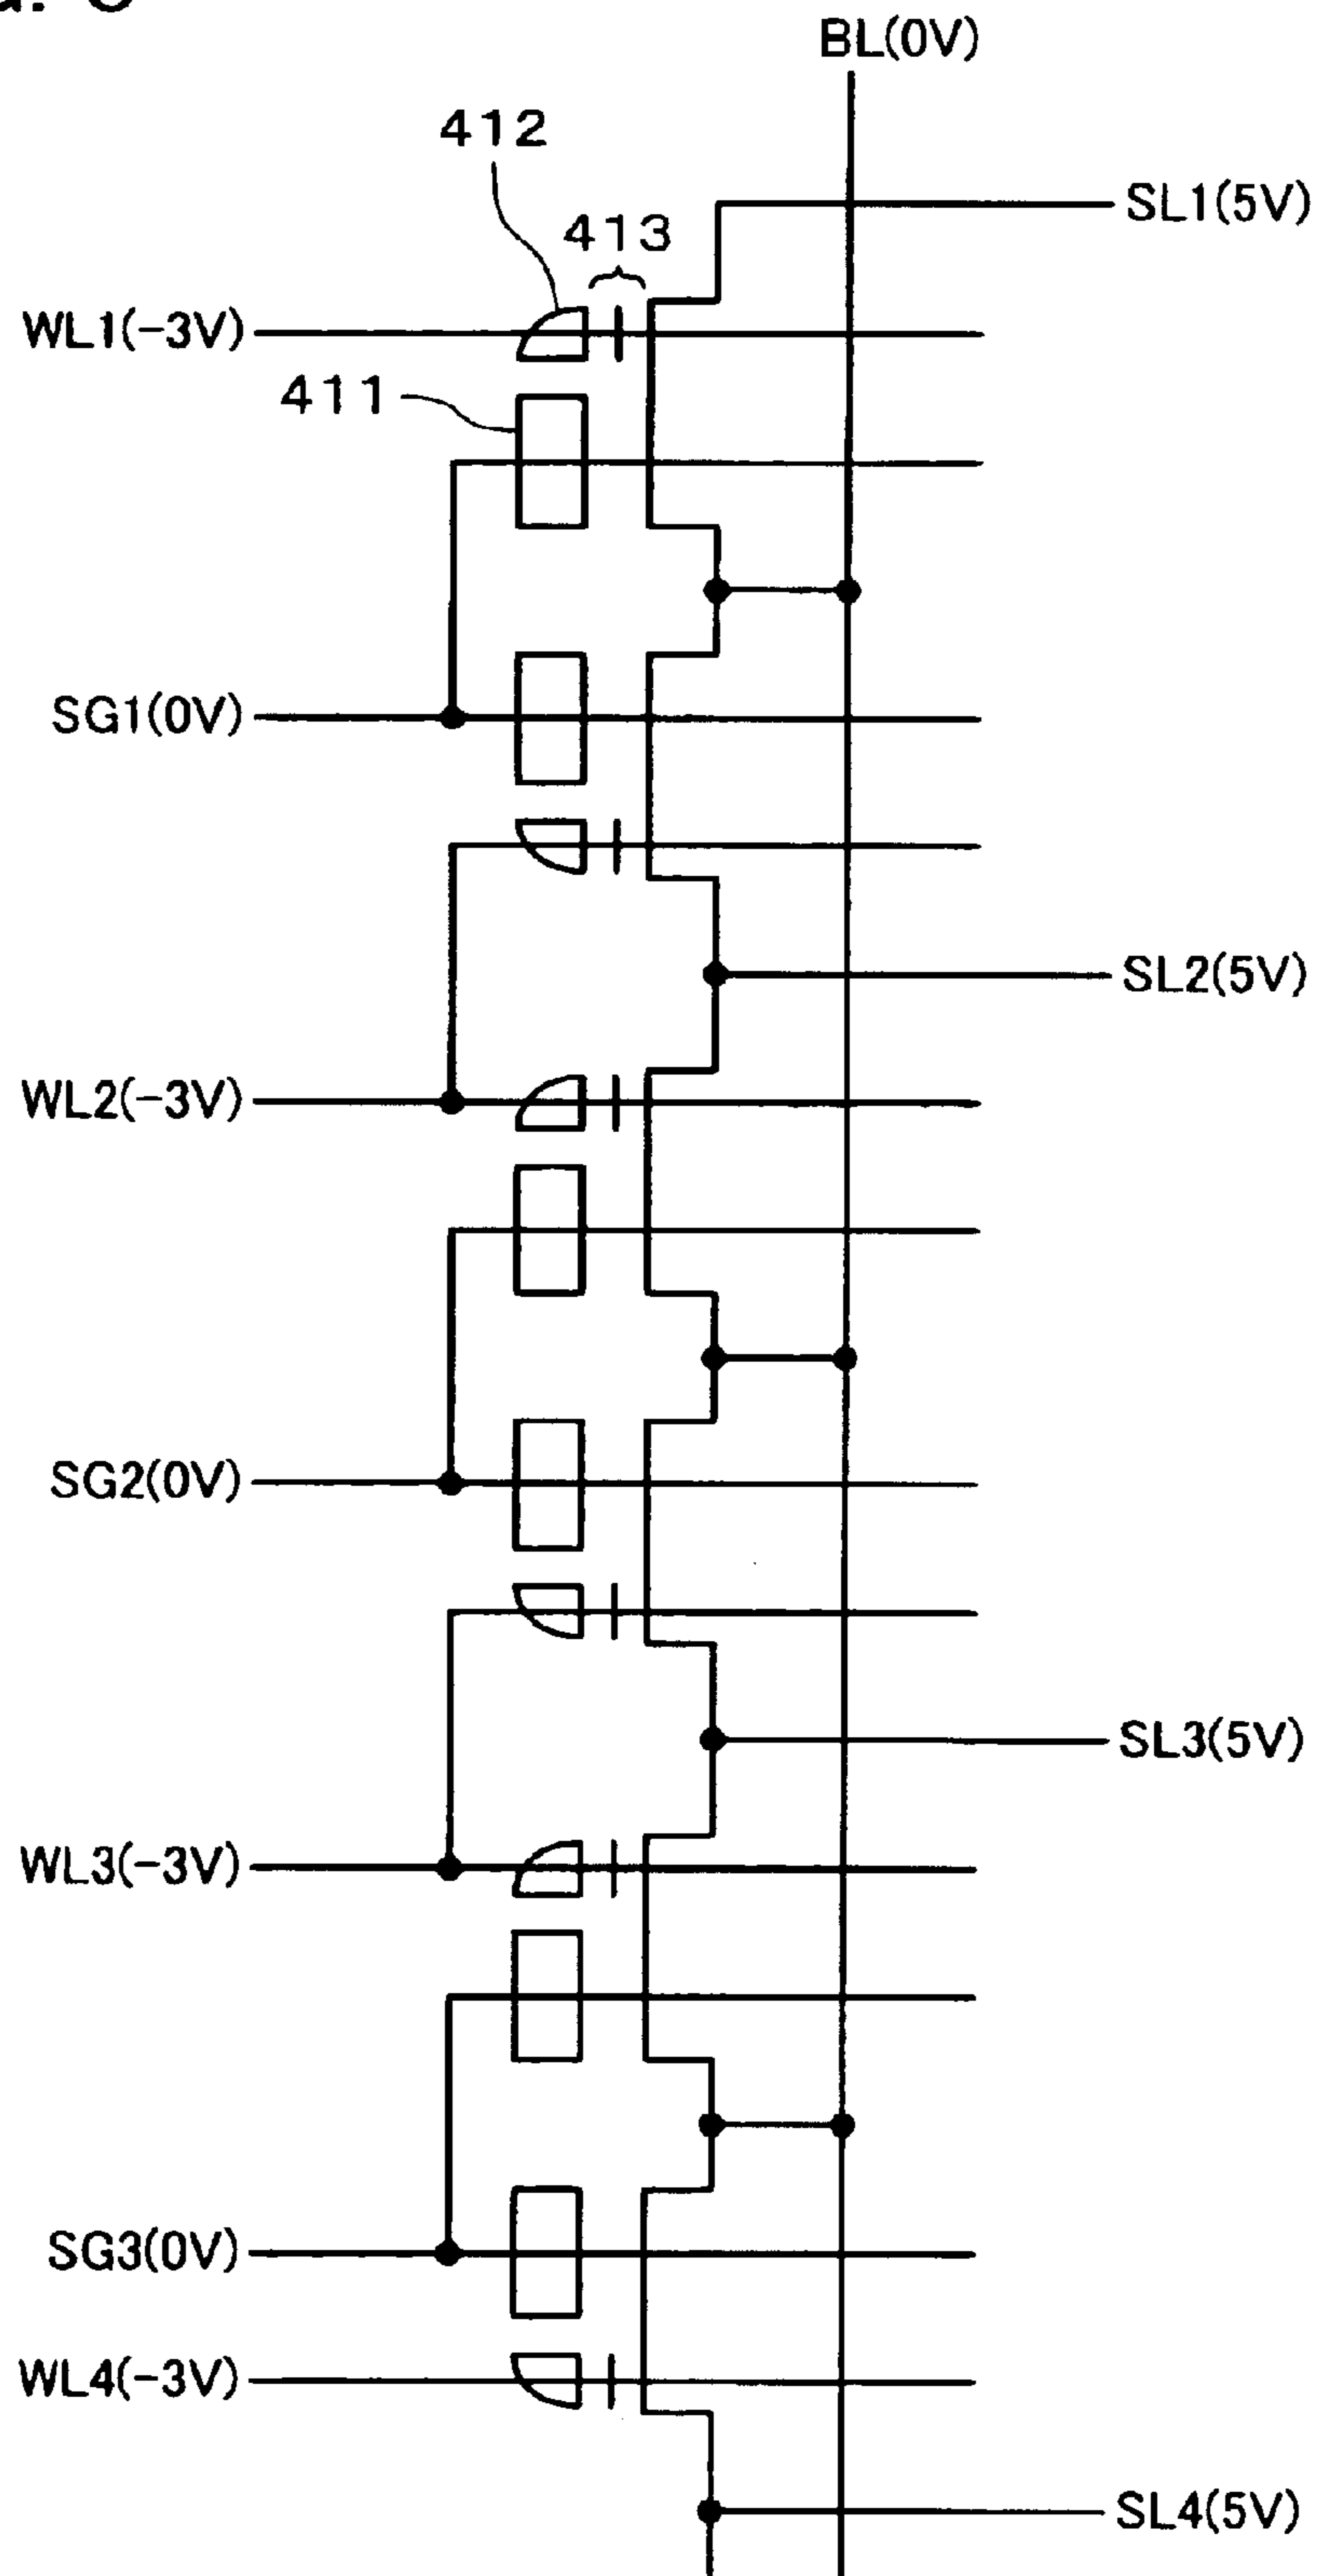 BL(0V)
412
SL1(5V)
413
WL1(-3V)
411
SG1(0V)
SL2(5V)
WL2(-3V)
SG2(0V)
SL3(5V)
WL3(-3V)
SG3(0V)
WL4(-3V)
SL4(5V)